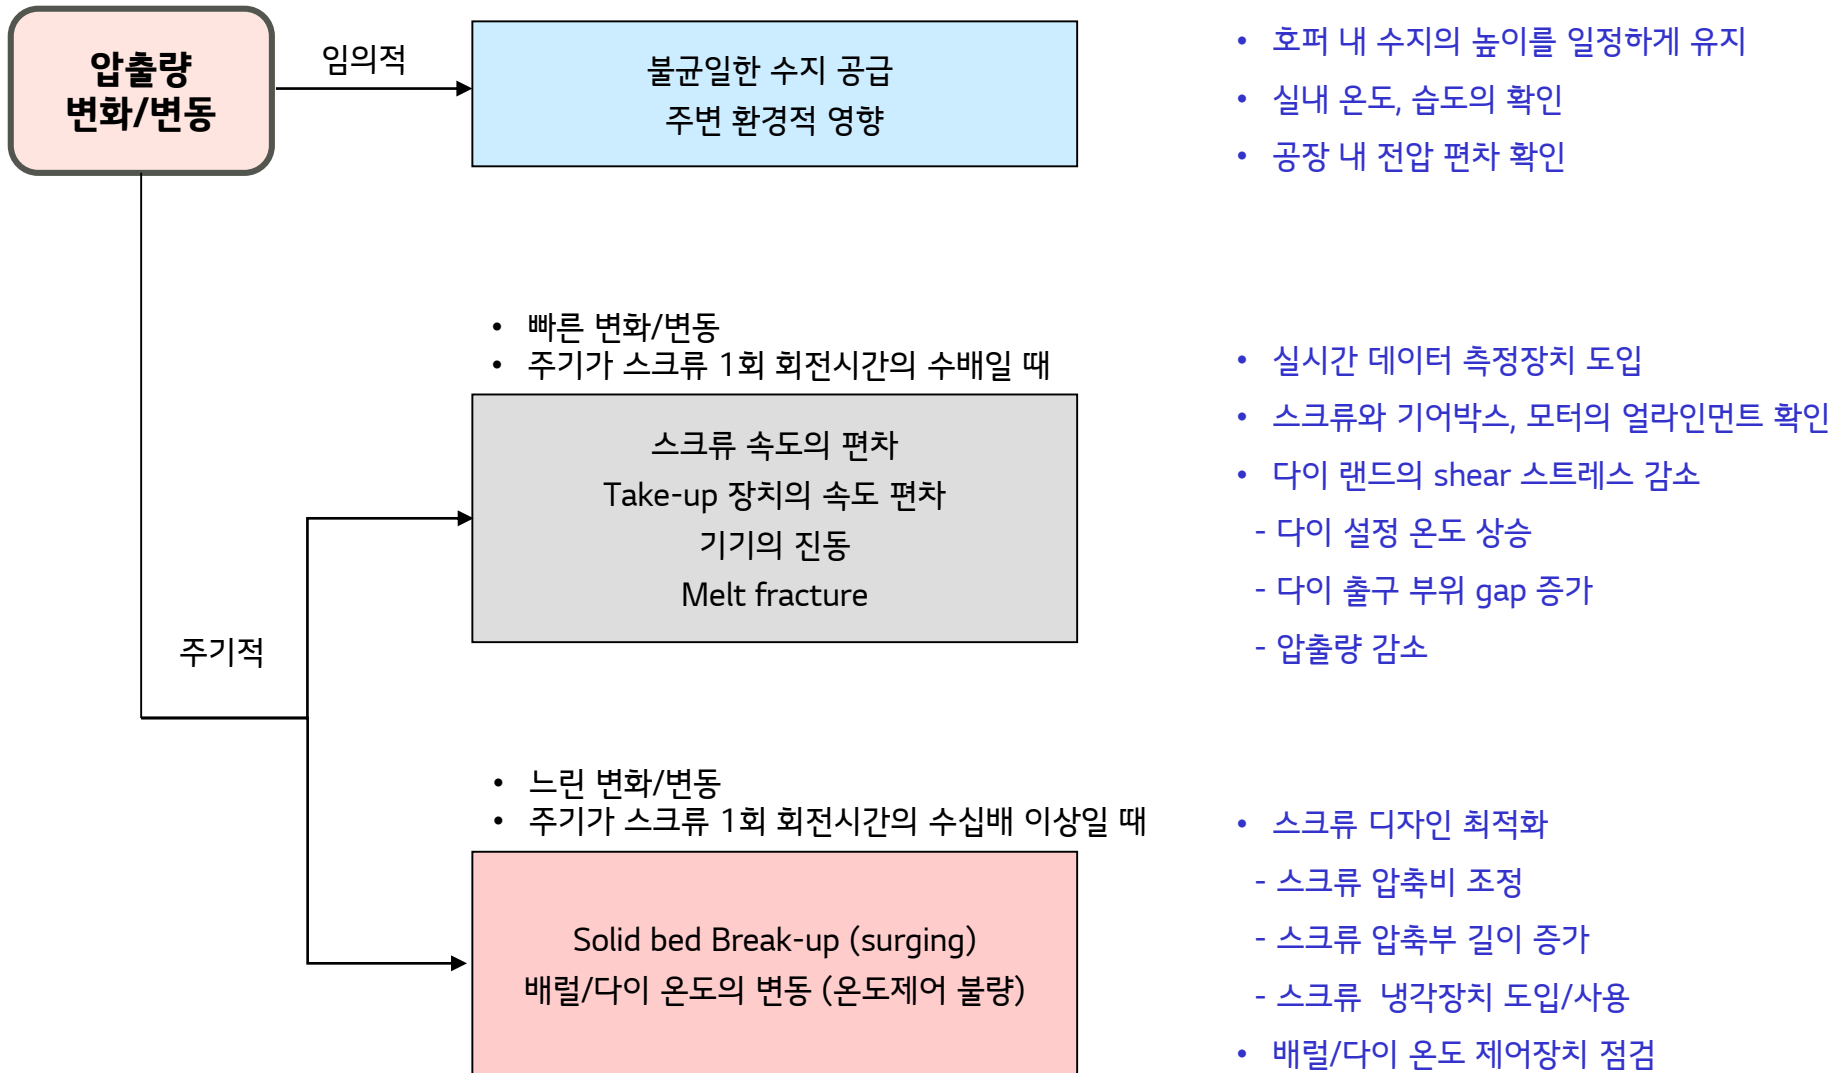 압출량
변화/변동
임의적
불균일한 수지 공급
주변 환경적 영향
• 호퍼 내 수지의 높이를 일정하게 유지
• 실내 온도, 습도의 확인
• 공장 내 전압 편차 확인
주기적
• 빠른 변화/변동
• 주기가 스크류 1회 회전시간의 수배일 때
스크류 속도의 편차
Take-up 장치의 속도 편차
기기의 진동
Melt fracture
• 실시간 데이터 측정장치 도입
• 스크류와 기어박스, 모터의 얼라인먼트 확인
• 다이 랜드의 shear 스트레스 감소
- 다이 설정 온도 상승
- 다이 출구 부위 gap 증가
- 압출량 감소
• 느린 변화/변동
• 주기가 스크류 1회 회전시간의 수십배 이상일 때
Solid bed Break-up (surging)
배럴/다이 온도의 변동 (온도제어 불량)
• 스크류 디자인 최적화
- 스크류 압축비 조정
- 스크류 압축부 길이 증가
- 스크류 냉각장치 도입/사용
• 배럴/다이 온도 제어장치 점검